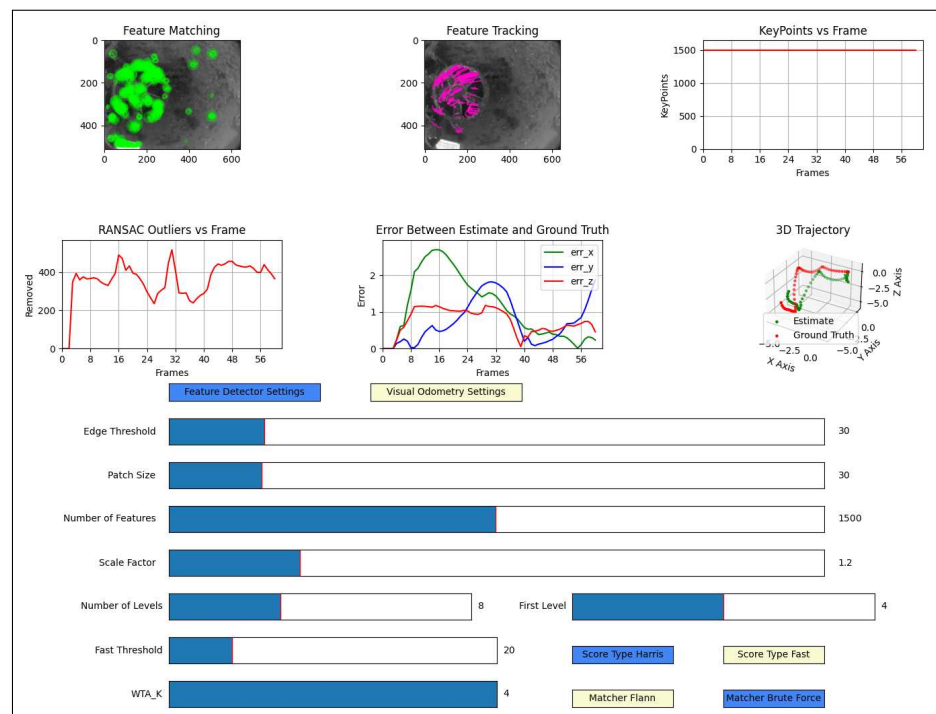 Feature Matching
Feature Tracking
KeyPoints vs Frame
0
200
400
0 200 400 600
0
200
400
0 200 400 600
KeyPoints
1500
1000
500
0
0 8 16 24 32 40 48 56
Frames
RANSAC Outliers vs Frame
Error Between Estimate and Ground Truth
3D Trajectory
Removed
400
200
0
0 8 16 24 32 40 48 56
Frames
Error
2
1
0
err_x
err_y
err_z
0 8 16 24 32 40 48 56
Frames
0.0
−2.5
−5.0
Z Axis
Estimate
Ground Truth
−5.0
−2.5
0.0
X Axis
0.0
−5.0
Y Axis
Feature Detector Settings
Visual Odometry Settings
Edge Threshold 30
Patch Size 30
Number of Features 1500
Scale Factor 1.2
Number of Levels 8 First Level 4
Fast Threshold 20 Score Type Harris Score Type Fast
WTA_K 4 Matcher Flann Matcher Brute Force